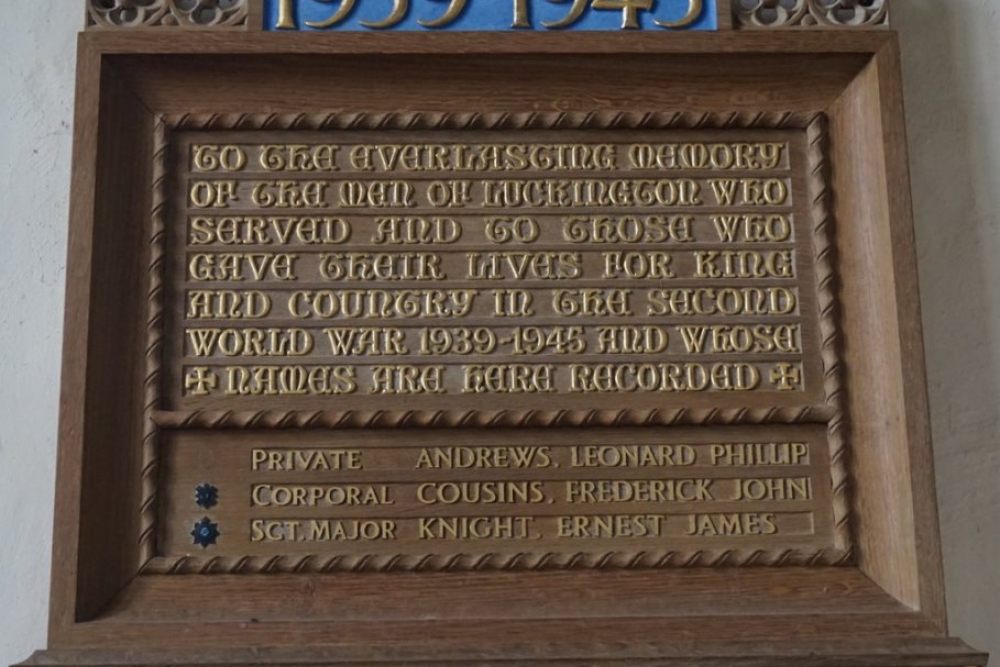 1939-1945
TO THE EVERLASTING MEMORY
OF THE MEN OF LUCKINGTON WHO
SERVED AND TO THOSE WHO
GAVE THEIR LIVES FOR KING
AND COUNTRY IN THE SECOND
WORLD WAR 1939-1945 AND WHOSE
✠ NAMES ARE HERE RECORDED ✠
PRIVATE ANDREWS. LEONARD PHILLIP
CORPORAL COUSINS. FREDERICK JOHN
SGT. MAJOR KNIGHT. ERNEST JAMES